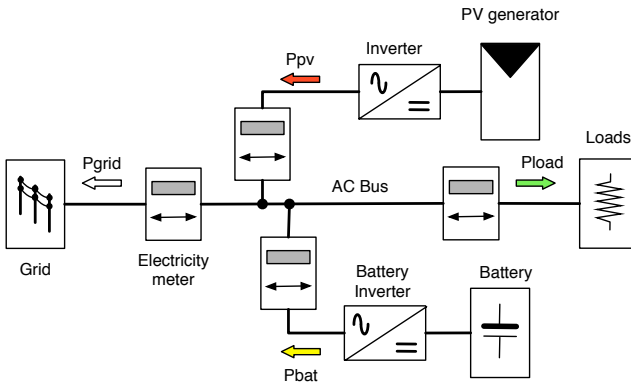 PV generator
Inverter
Ppv
Loads
Pgrid
AC Bus
Pload
Grid
Electricity
meter
Battery
Inverter
Battery
Pbat